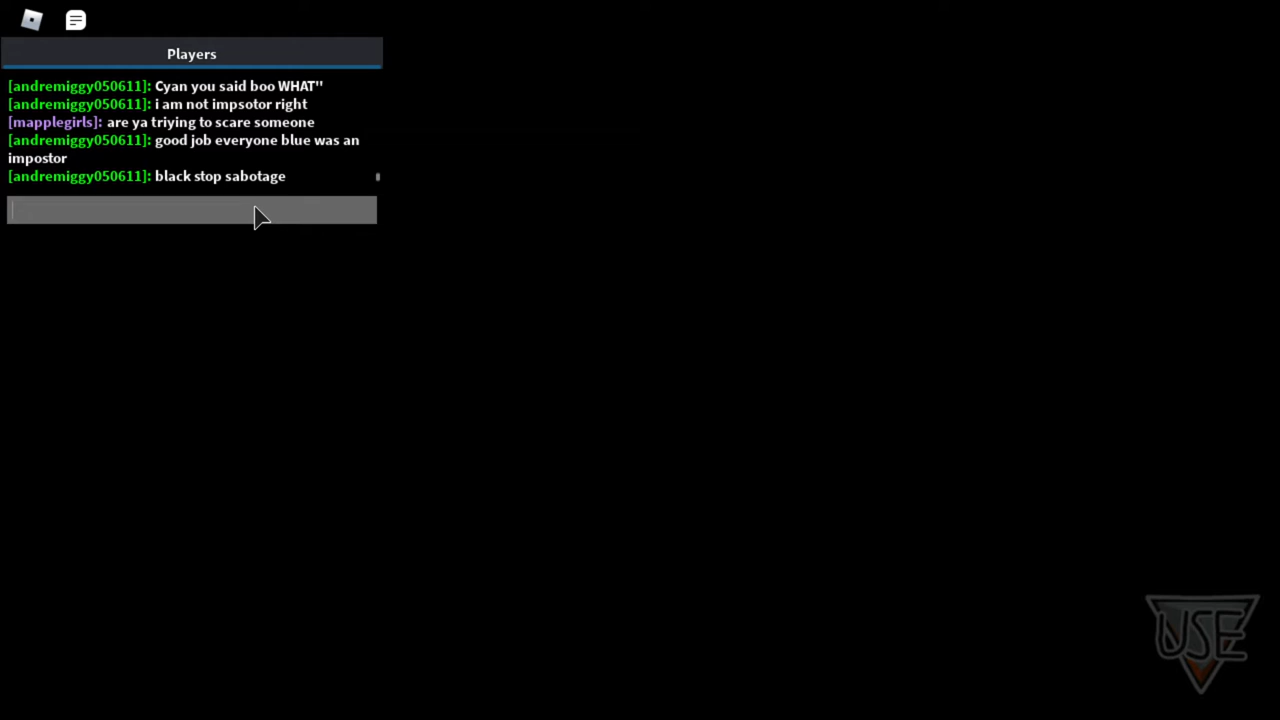 Players
[andremiggy050611]: Cyan you said boo WHAT"
[andremiggy050611]: i am not impsotor right
[mapplegirls]: are ya triying to scare someone
[andremiggy050611]: good job everyone blue was an
impostor
[andremiggy050611]: black stop sabotage
USE